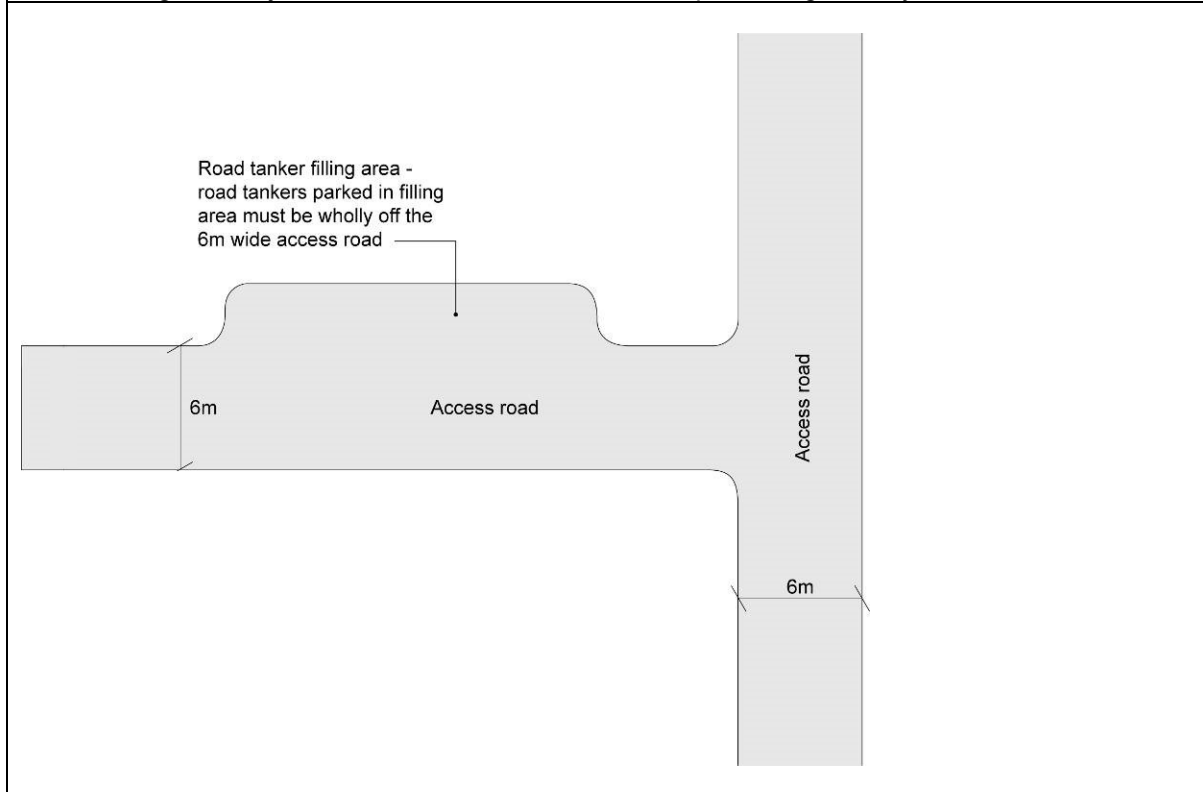 Road tanker filling area -
road tankers parked in filling
area must be wholly off the
6m wide access road
6m
Access road
Access road
6m